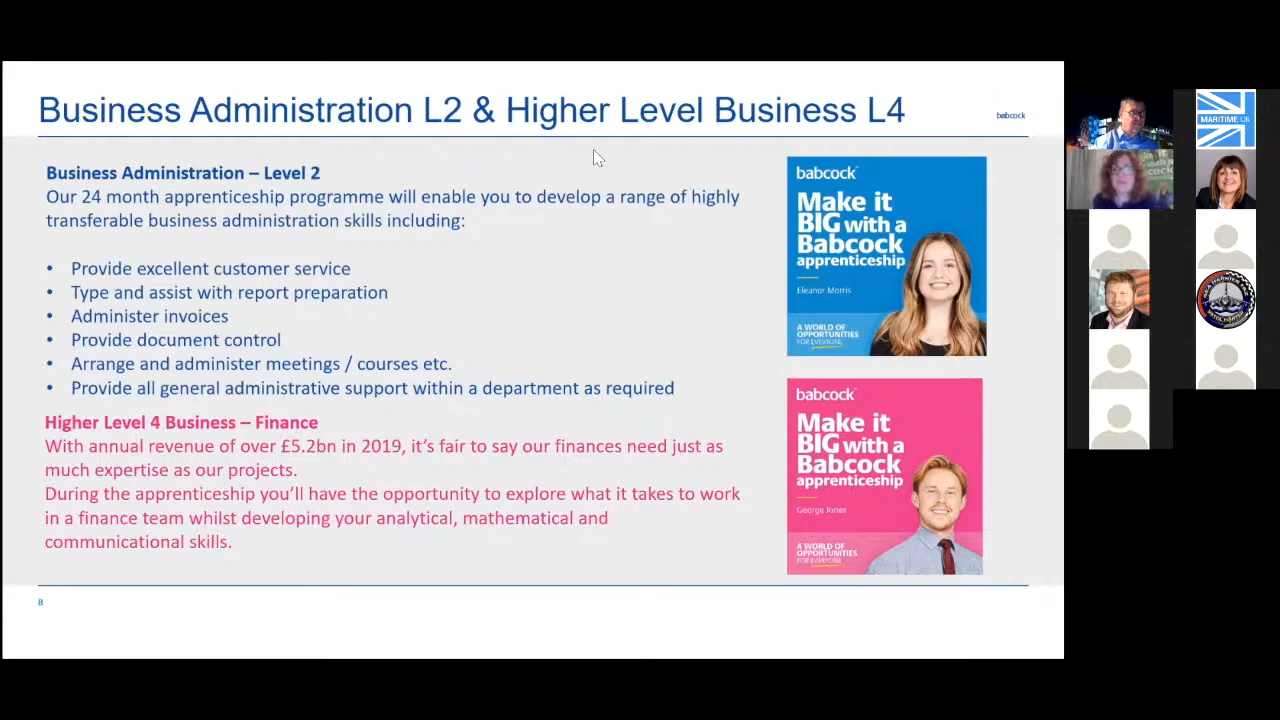 Business Administration L2 & Higher Level Business L4
babcock
Business Administration – Level 2
Our 24 month apprenticeship programme will enable you to develop a range of highly
transferable business administration skills including:
• Provide excellent customer service
• Type and assist with report preparation
• Administer invoices
• Provide document control
• Arrange and administer meetings / courses etc.
• Provide all general administrative support within a department as required
Higher Level 4 Business – Finance
With annual revenue of over £5.2bn in 2019, it's fair to say our finances need just as
much expertise as our projects.
During the apprenticeship you'll have the opportunity to explore what it takes to work
in a finance team whilst developing your analytical, mathematical and
communicational skills.
8
babcock
Make it
BIG with a
Babcock
apprenticeship
Eleanor Morris
A WORLD OF
OPPORTUNITIES
FOR EVERYONE
babcock
Make it
BIG with a
Babcock
apprenticeship
George Jones
A WORLD OF
OPPORTUNITIES
FOR EVERYONE
MARITIME UK